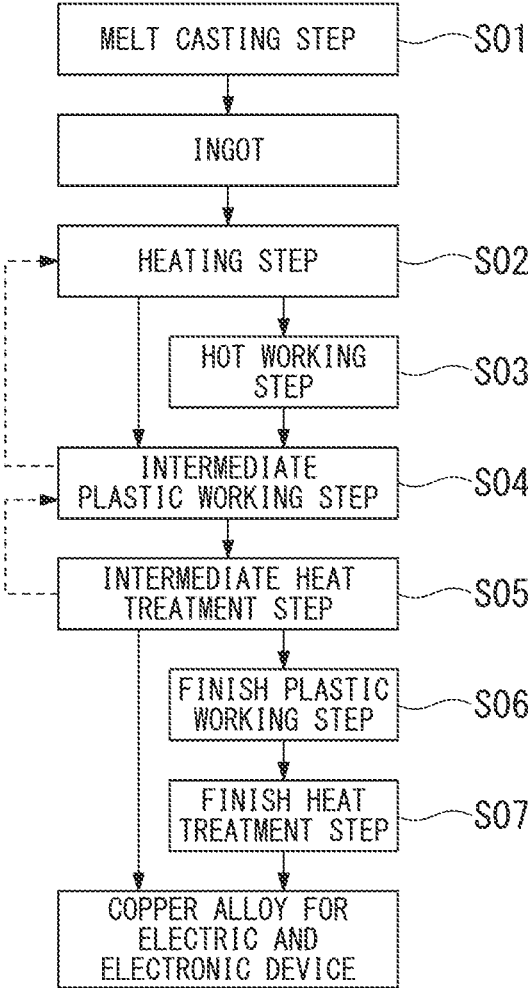 MELT CASTING STEP
S01
INGOT
HEATING STEP
S02
HOT WORKING
STEP
S03
INTERMEDIATE
PLASTIC WORKING STEP
S04
INTERMEDIATE HEAT
TREATMENT STEP
S05
FINISH PLASTIC
WORKING STEP
S06
FINISH HEAT
TREATMENT STEP
S07
COPPER ALLOY FOR
ELECTRIC AND
ELECTRONIC DEVICE